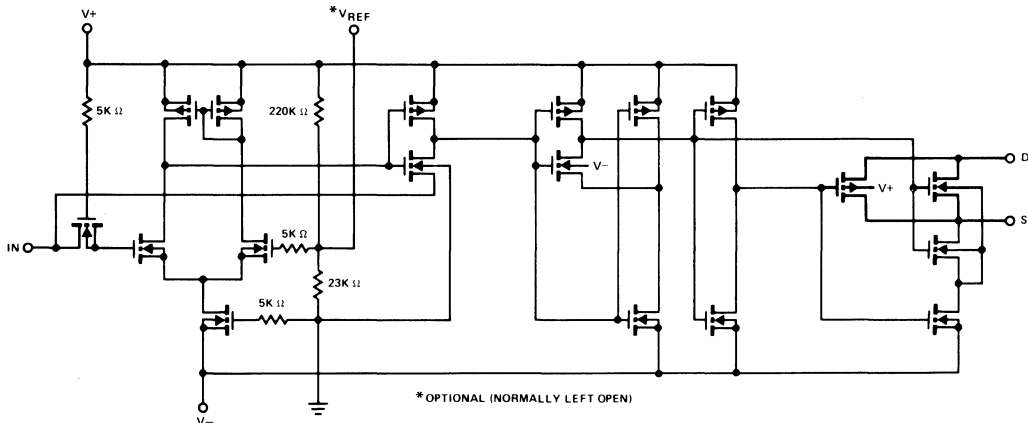 V+
*VREF
5K Ω
220K Ω
IN
5K Ω
23K Ω
5K Ω
V−
V+
D
S
*OPTIONAL (NORMALLY LEFT OPEN)
V−